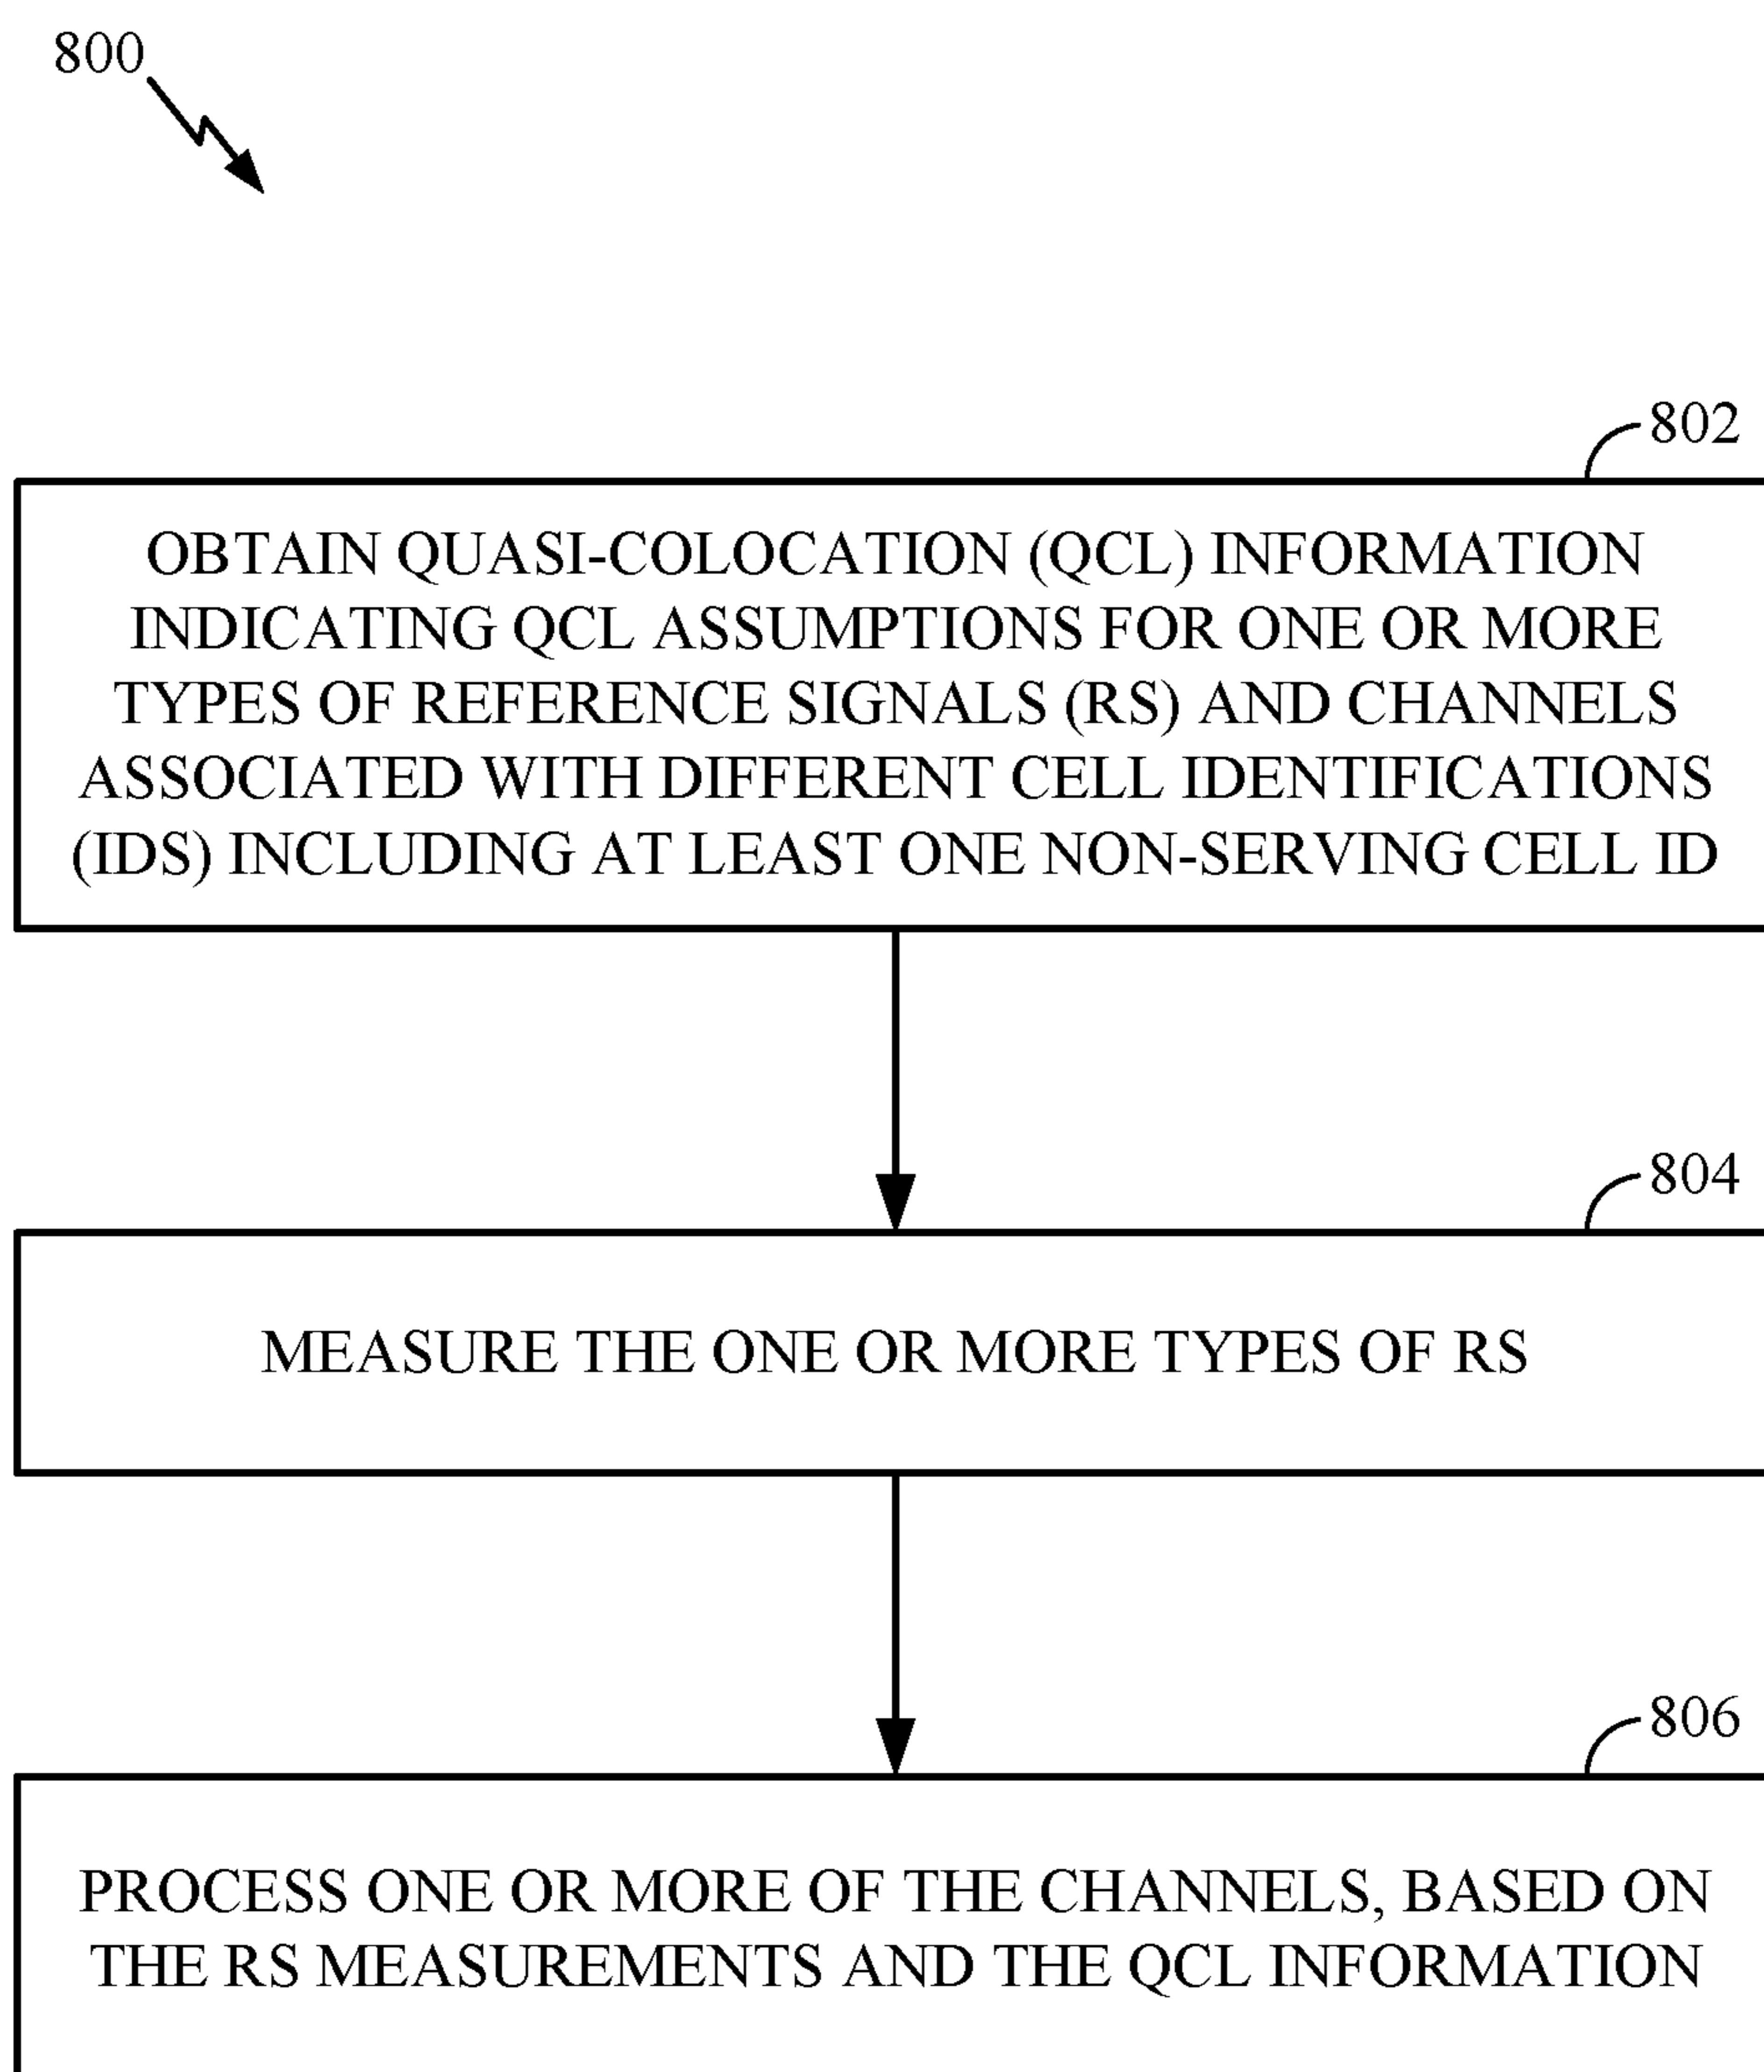 800
802
OBTAIN QUASI-COLOCATION (QCL) INFORMATION
INDICATING QCL ASSUMPTIONS FOR ONE OR MORE
TYPES OF REFERENCE SIGNALS (RS) AND CHANNELS
ASSOCIATED WITH DIFFERENT CELL IDENTIFICATIONS
(IDS) INCLUDING AT LEAST ONE NON-SERVING CELL ID
804
MEASURE THE ONE OR MORE TYPES OF RS
806
PROCESS ONE OR MORE OF THE CHANNELS, BASED ON
THE RS MEASUREMENTS AND THE QCL INFORMATION